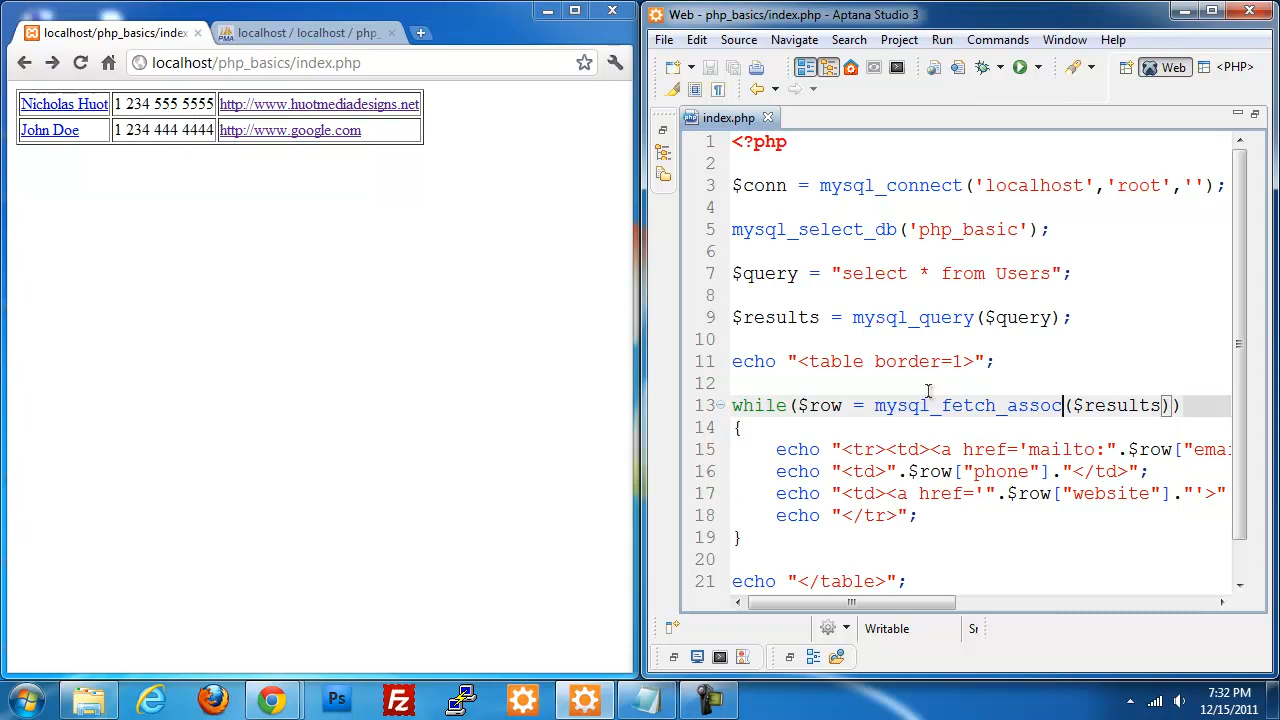 localhost/php_basics/index
localhost / localhost / php_
localhost/php_basics/index.php
Nicholas Huot 1 234 555 5555 http://www.huotmediadesigns.net
John Doe 1 234 444 4444 http://www.google.com
Web - php_basics/index.php - Aptana Studio 3
File Edit Source Navigate Search Project Run Commands Window Help
Web <PHP>
index.php
1 <?php
2
3 $conn = mysql_connect('localhost','root','');
4
5 mysql_select_db('php_basic');
6
7 $query = "select * from Users";
8
9 $results = mysql_query($query);
10
11 echo "<table border=1>";
12
13 while($row = mysql_fetch_assoc($results))
14 {
15 echo "<tr><td><a href='mailto:".$row["emai
16 echo "<td>".$row["phone"]."</td>";
17 echo "<td><a href='".$row["website"]."'>"
18 echo "</tr>";
19 }
20
21 echo "</table>";
Writable
7:32 PM
12/15/2011